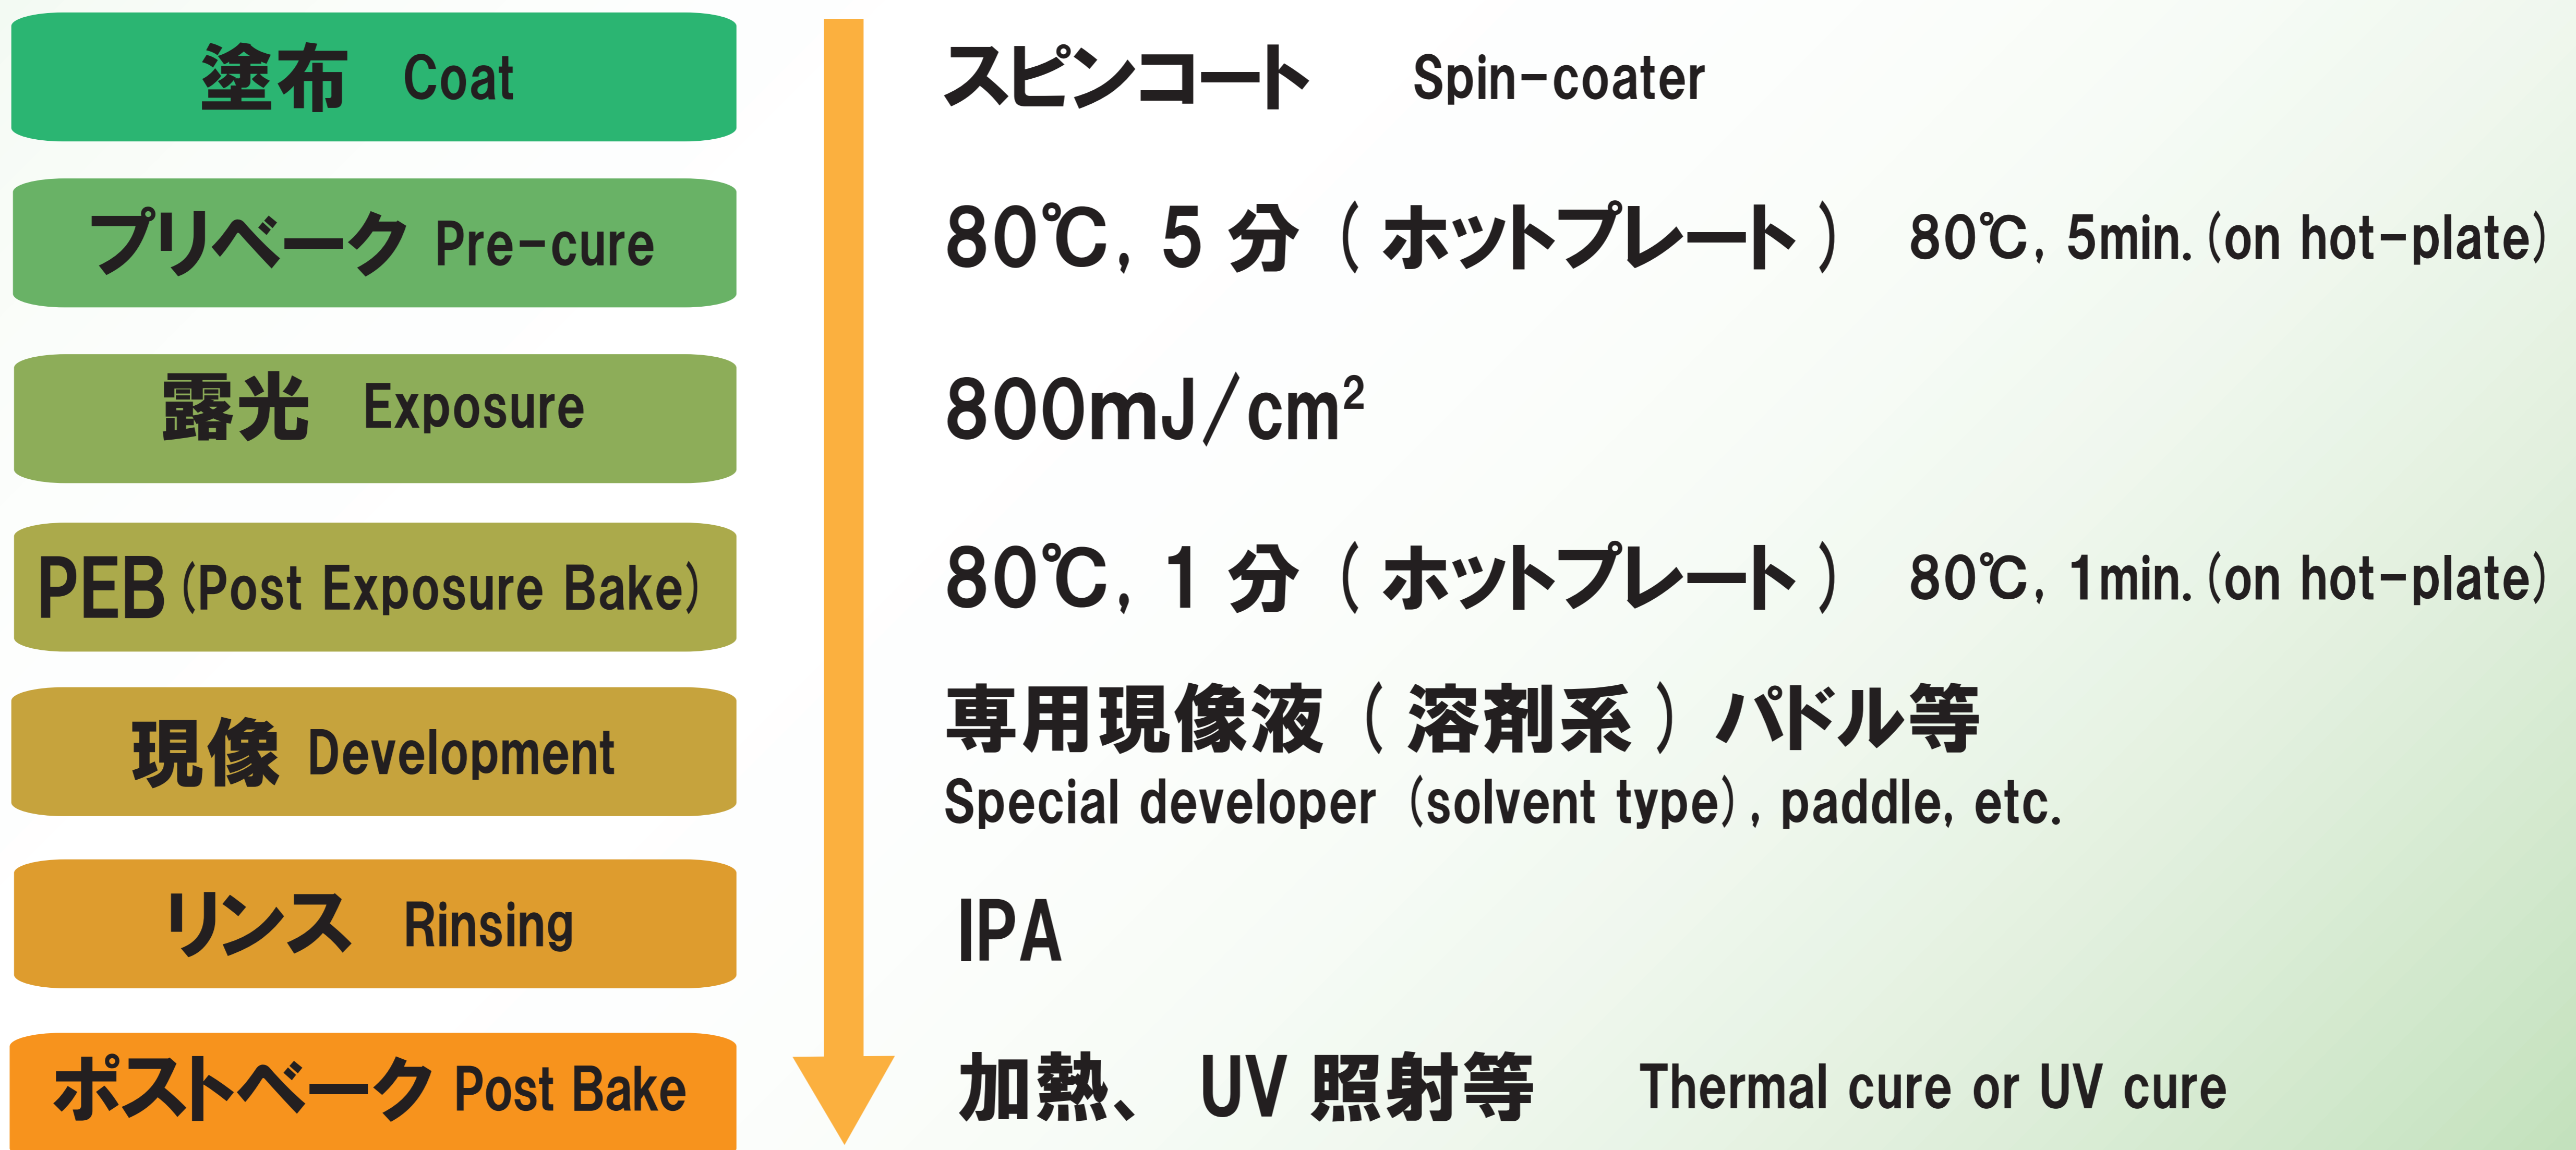 塗布 Coat
スピンコート Spin-coater
プリベーク Pre-cure
80℃, 5 分 ( ホットプレート ) 80℃, 5min. (on hot-plate)
露光 Exposure
800mJ/cm²
PEB (Post Exposure Bake)
80℃, 1 分 ( ホットプレート ) 80℃, 1min. (on hot-plate)
現像 Development
専用現像液 ( 溶剤系 ) パドル等
Special developer (solvent type), paddle, etc.
リンス Rinsing
IPA
ポストベーク Post Bake
加熱、 UV 照射等 Thermal cure or UV cure